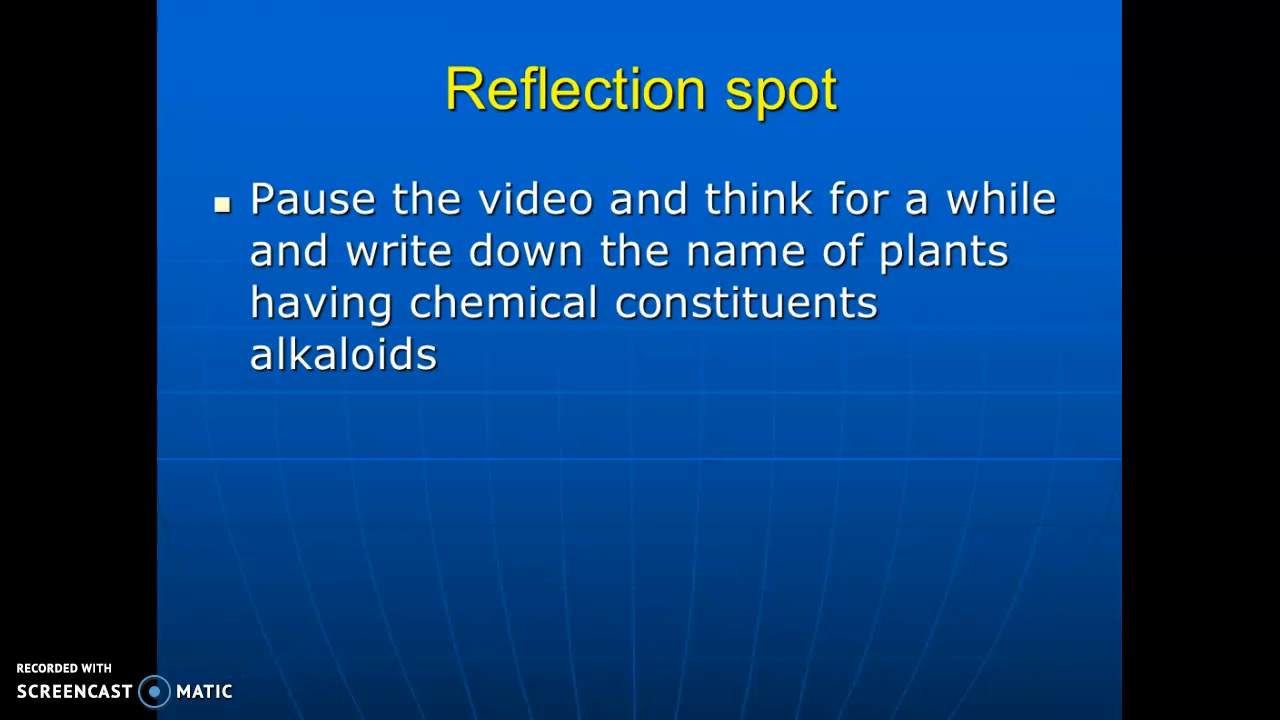 Reflection spot
Pause the video and think for a while
and write down the name of plants
having chemical constituents
alkaloids
RECORDED WITH
SCREENCAST MATIC